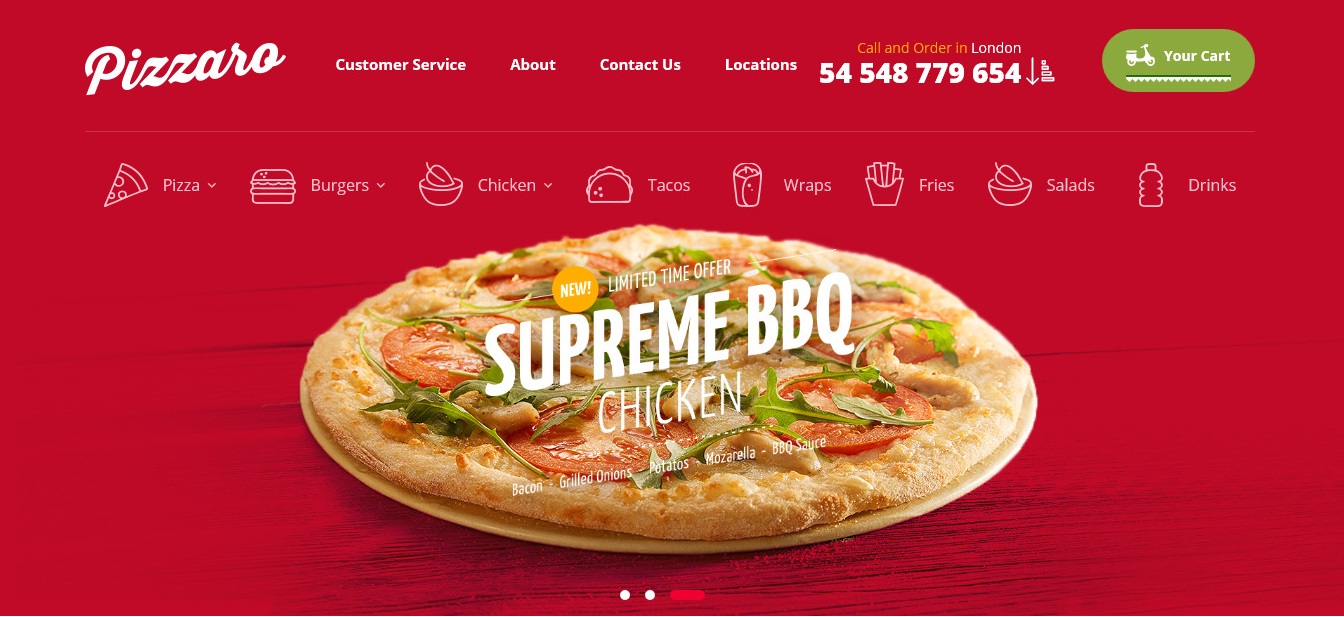 Pizzaro
Customer Service
About
Contact Us
Locations
Call and Order in London
54 548 779 654
Your Cart
Pizza
Burgers
Chicken
Tacos
Wraps
Fries
Salads
Drinks
NEW! LIMITED TIME OFFER
SUPREME BBQ
CHICKEN
Bacon - Grilled Onions Potatos - Mozarella - BBQ Sauce